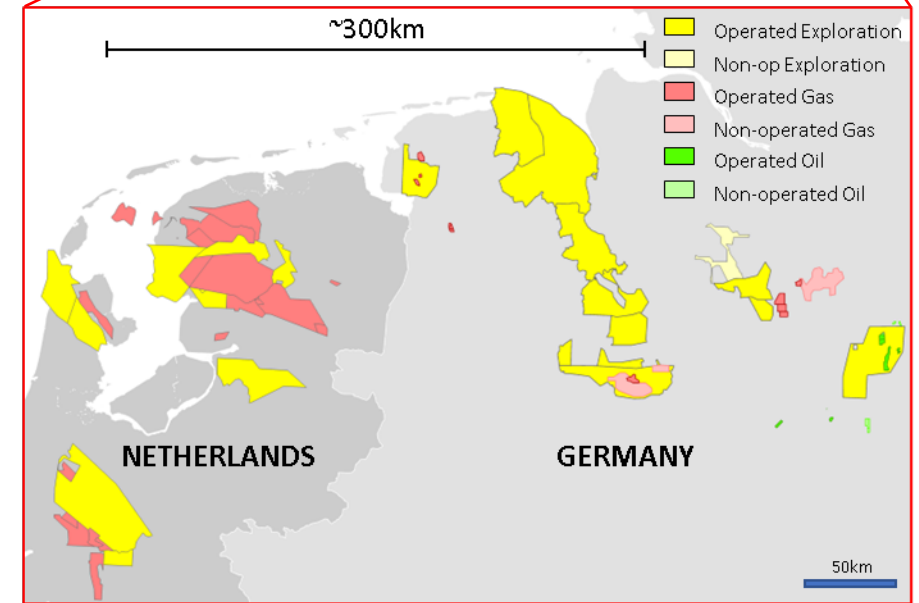 ~300km
Operated Exploration
Non-op Exploration
Operated Gas
Non-operated Gas
Operated Oil
Non-operated Oil
NETHERLANDS
GERMANY
50km